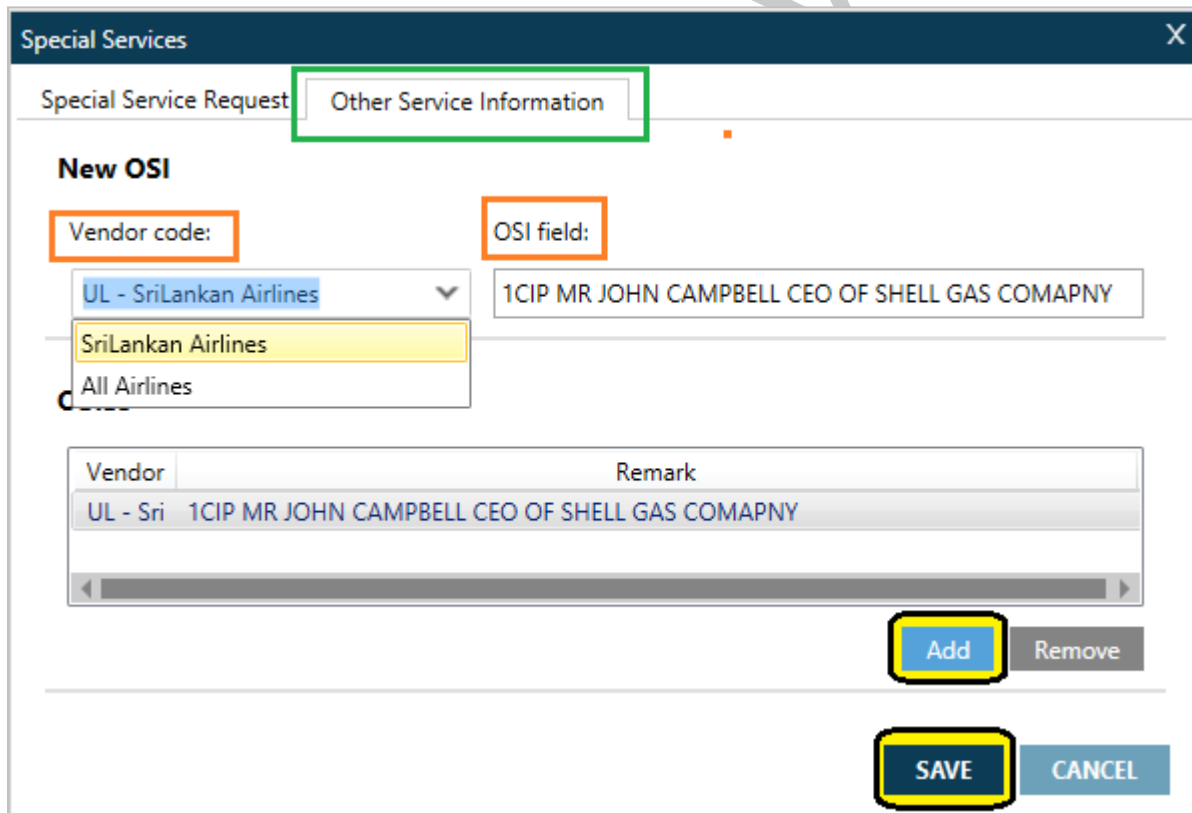 Special Services X
Special Service Request Other Service Information
New OSI
Vendor code: OSI field:
UL - SriLankan Airlines 1CIP MR JOHN CAMPBELL CEO OF SHELL GAS COMAPNY
SriLankan Airlines
All Airlines
Vendor Remark
UL - Sri 1CIP MR JOHN CAMPBELL CEO OF SHELL GAS COMAPNY
Add Remove
SAVE CANCEL